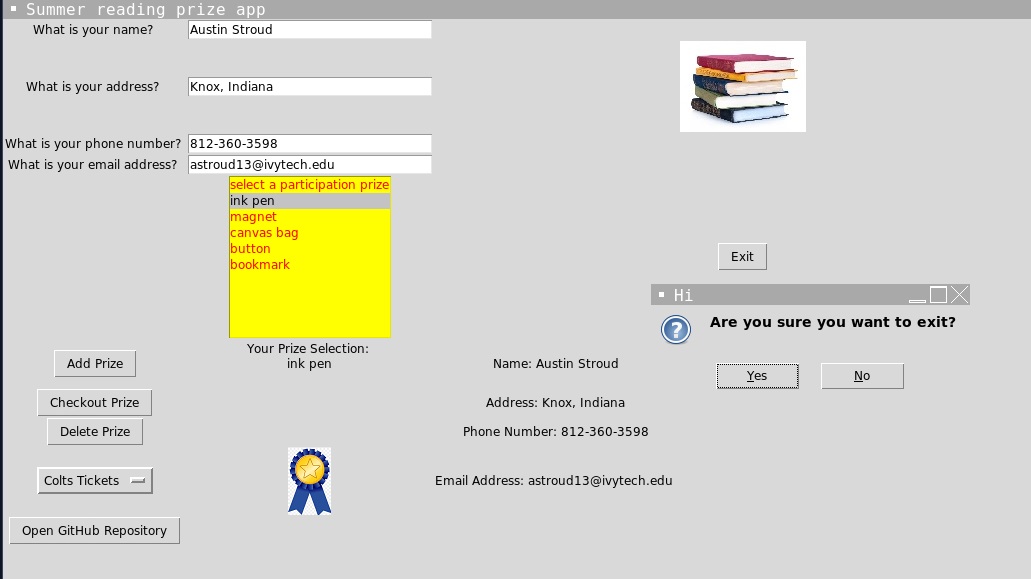 Summer reading prize app
What is your name? Austin Stroud
What is your address? Knox, Indiana
What is your phone number? 812-360-3598
What is your email address? astroud13@ivytech.edu
select a participation prize
ink pen
magnet
canvas bag
button
bookmark
Exit
Hi
Are you sure you want to exit?
Yes No
Your Prize Selection:
Add Prize ink pen Name: Austin Stroud
Checkout Prize Address: Knox, Indiana
Delete Prize Phone Number: 812-360-3598
Colts Tickets Email Address: astroud13@ivytech.edu
Open GitHub Repository